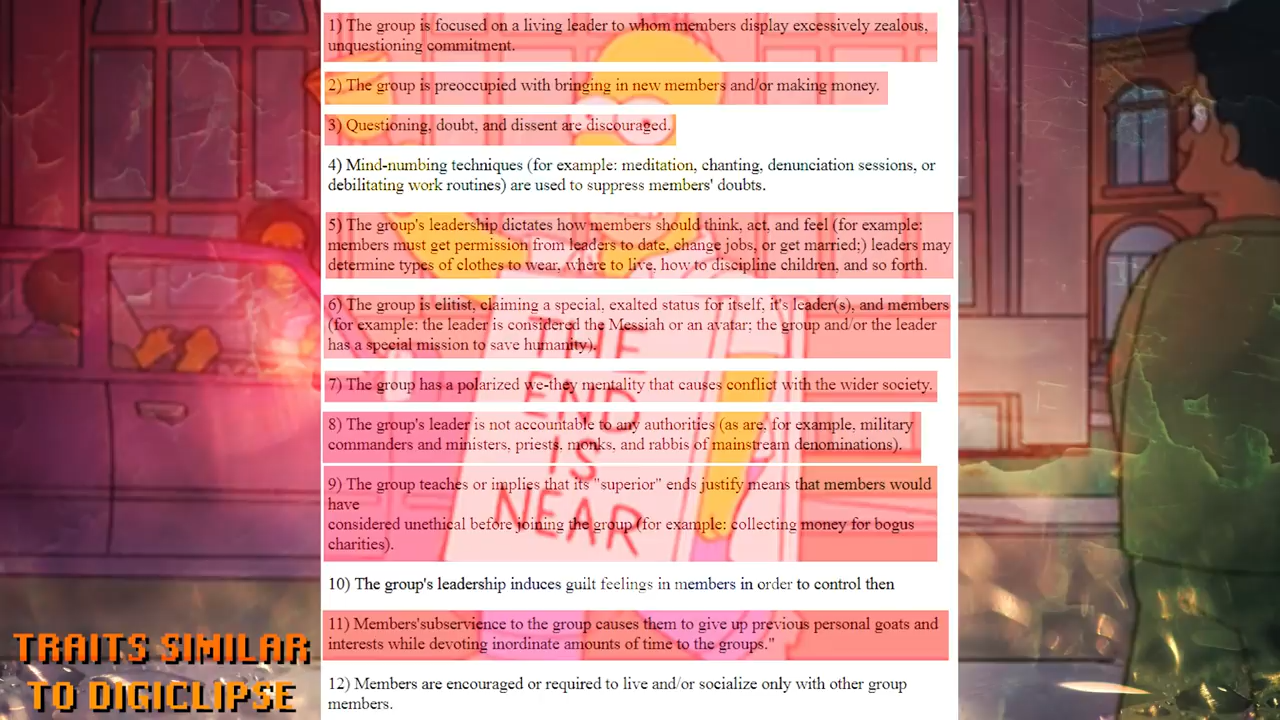 1) The group is focused on a living leader to whom members display excessively zealous,
unquestioning commitment.
2) The group is preoccupied with bringing in new members and/or making money.
3) Questioning, doubt, and dissent are discouraged.
4) Mind-numbing techniques (for example: meditation, chanting, denunciation sessions, or
debilitating work routines) are used to suppress members' doubts.
5) The group's leadership dictates how members should think, act, and feel (for example:
members must get permission from leaders to date, change jobs, or get married;) leaders may
determine types of clothes to wear, where to live, how to discipline children, and so forth.
6) The group is elitist, claiming a special, exalted status for itself, it's leader(s), and members
(for example: the leader is considered the Messiah or an avatar; the group and/or the leader
has a special mission to save humanity).
7) The group has a polarized we-they mentality that causes conflict with the wider society.
8) The group's leader is not accountable to any authorities (as are, for example, military
commanders and ministers, priests, monks, and rabbis of mainstream denominations).
9) The group teaches or implies that its "superior" ends justify means that members would
have
considered unethical before joining the group (for example: collecting money for bogus
charities).
10) The group's leadership induces guilt feelings in members in order to control then
11) Members'subservience to the group causes them to give up previous personal goats and
interests while devoting inordinate amounts of time to the groups."
12) Members are encouraged or required to live and/or socialize only with other group
members.
THE
END
IS
NEAR
TRAITS SIMILAR
TO DIGICLIPSE